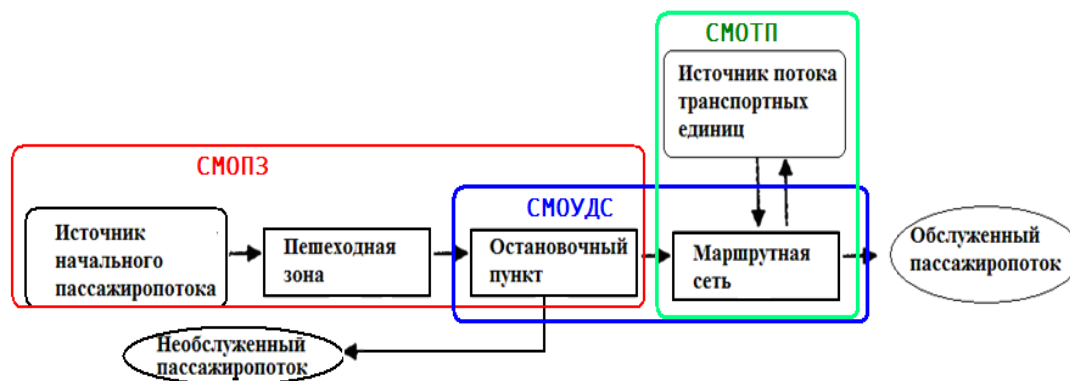 СМОТП
Источник потока
транспортных
единиц
СМОПЗ
СМОУДС
Источник
начального
пассажиропотока
Пешеходная
зона
Остановочный
пункт
Маршрутная
сеть
Обслуженный
пассажиропоток
Необслуженный
пассажиропоток